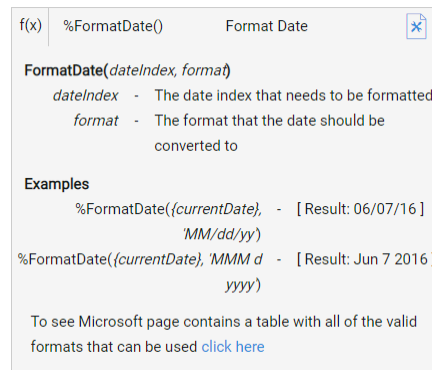 f(x) %FormatDate() Format Date
FormatDate(dateIndex, format)
dateIndex - The date index that needs to be formatted
format - The format that the date should be
converted to
Examples
%FormatDate({currentDate}, - [ Result: 06/07/16 ]
'MM/dd/yy')
%FormatDate({currentDate}, 'MMM d - [ Result: Jun 7 2016 ]
yyyy')
To see Microsoft page contains a table with all of the valid
formats that can be used click here